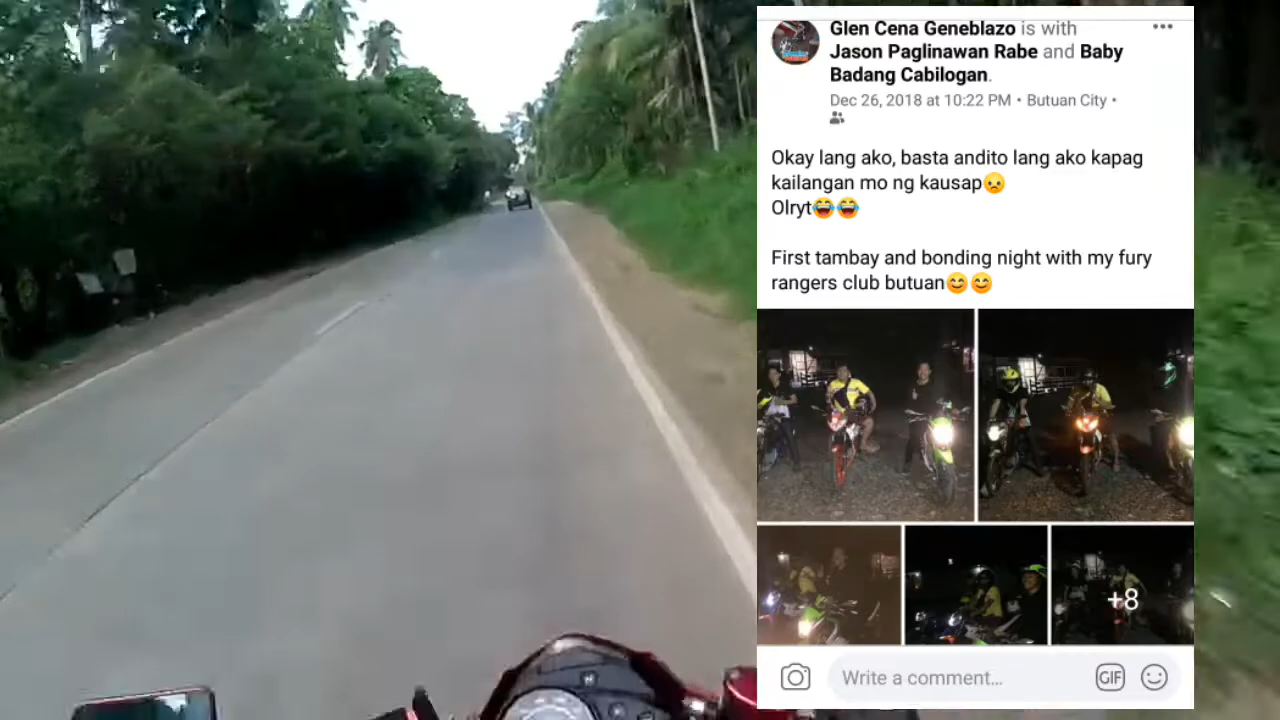 Glen Cena Geneblazo is with
Jason Paglinawan Rabe and Baby
Badang Cabilogan.
Dec 26, 2018 at 10:22 PM • Butuan City •
Okay lang ako, basta andito lang ako kapag
kailangan mo ng kausap😞
Olryt😂😂
First tambay and bonding night with my fury
rangers club butuan😊😊
+8
Write a comment...
GIF